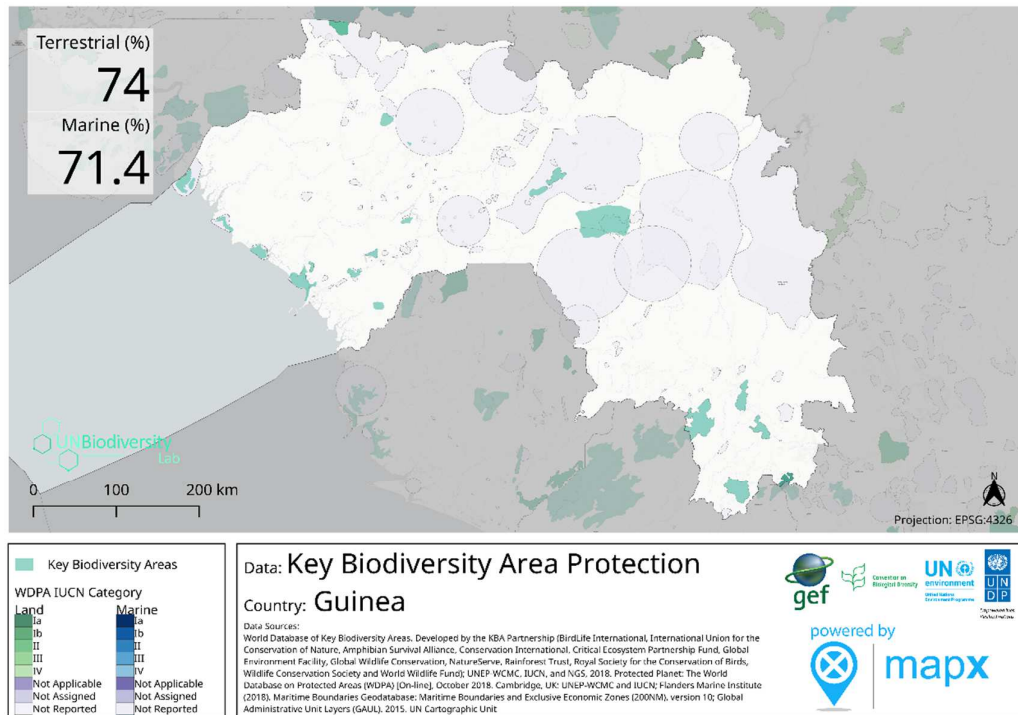 Terrestrial (%)
74
Marine (%)
71.4
UNBiodiversity
Lab
0 100 200 km
N
Projection: EPSG:4326
Key Biodiversity Areas
WDPA IUCN Category
Land Marine
Ia Ia
Ib Ib
II II
III III
IV IV
Not Applicable Not Applicable
Not Assigned Not Assigned
Not Reported Not Reported
Data: Key Biodiversity Area Protection
Country: Guinea
Data Sources:
World Database of Key Biodiversity Areas. Developed by the KBA Partnership (BirdLife International, International Union for the
Conservation of Nature, Amphibian Survival Alliance, Conservation International, Critical Ecosystem Partnership Fund, Global
Environment Facility, Global Wildlife Conservation, NatureServe, Rainforest Trust, Royal Society for the Conservation of Birds,
Wildlife Conservation Society and World Wildlife Fund); UNEP-WCMC, IUCN, and NGS, 2018. Protected Planet: The World
Database on Protected Areas (WDPA) [On-line], October 2018. Cambridge, UK: UNEP-WCMC and IUCN; Flanders Marine Institute
(2018). Maritime Boundaries Geodatabase: Maritime Boundaries and Exclusive Economic Zones (200NM), version 10; Global
Administrative Unit Layers (GAUL). 2015. UN Cartographic Unit
gef
Convention on
Biological Diversity
UN
environment
United Nations
Environment Programme
U N
D P
powered by
mapx